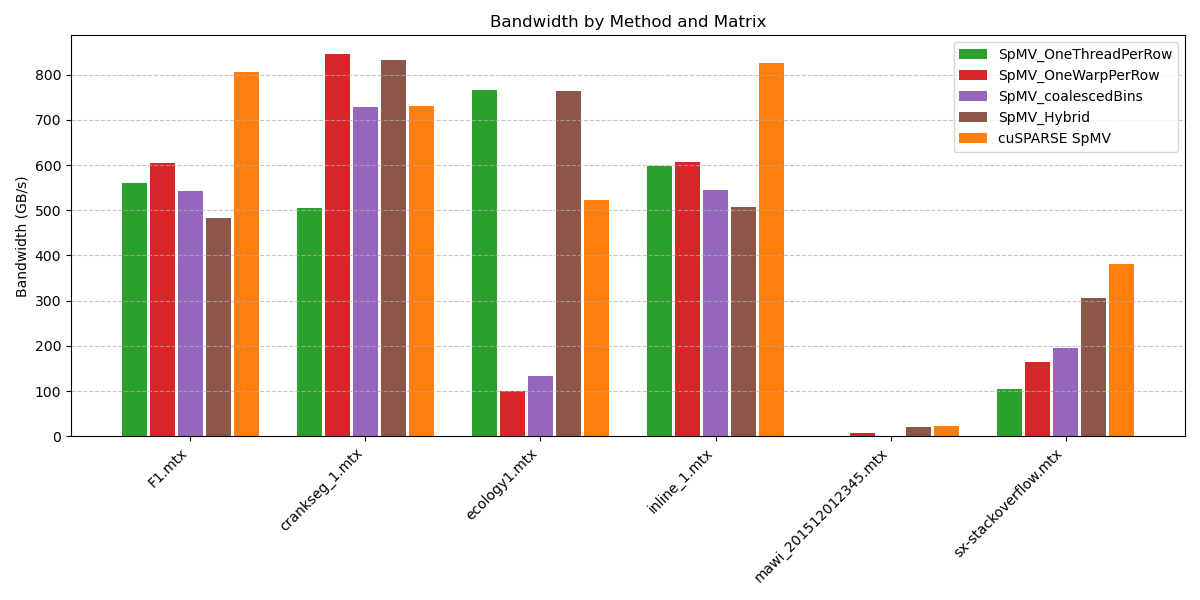 Bandwidth by Method and Matrix
SpMV_OneThreadPerRow
SpMV_OneWarpPerRow
SpMV_coalescedBins
SpMV_Hybrid
cuSPARSE SpMV
Bandwidth (GB/s)
800
700
600
500
400
300
200
100
0
F1.mtx
crankseg_1.mtx
ecology1.mtx
inline_1.mtx
mawi_201512012345.mtx
sx-stackoverflow.mtx